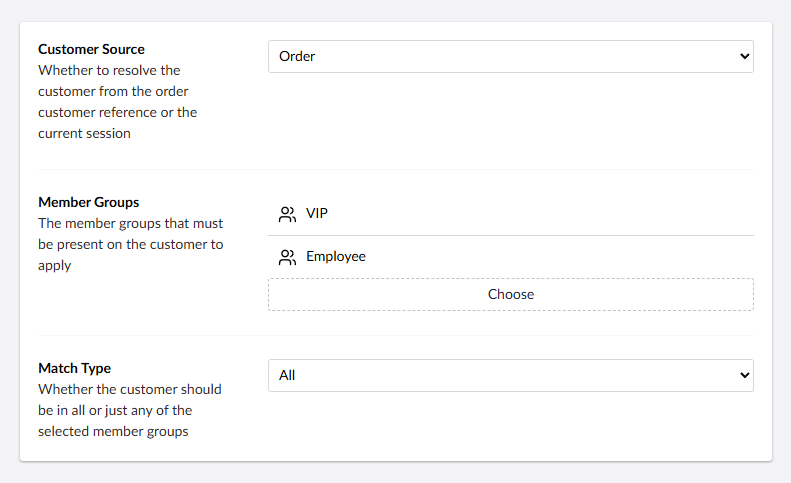 Customer Source
Order
Whether to resolve the
customer from the order
customer reference or the
current session
Member Groups
The member groups that must
be present on the customer to
apply
VIP
Employee
Choose
Match Type
All
Whether the customer should
be in all or just any of the
selected member groups